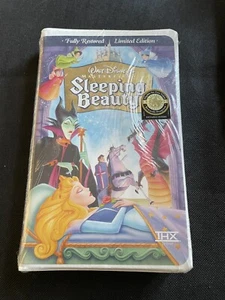 Fully Restored Limited Edition
WALT DISNEY'S
MASTERPIECE
Sleeping
Beauty
THX